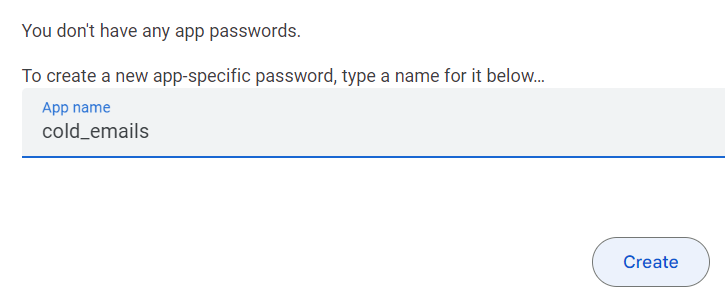 You don't have any app passwords.
To create a new app-specific password, type a name for it below...
App name
cold_emails
Create